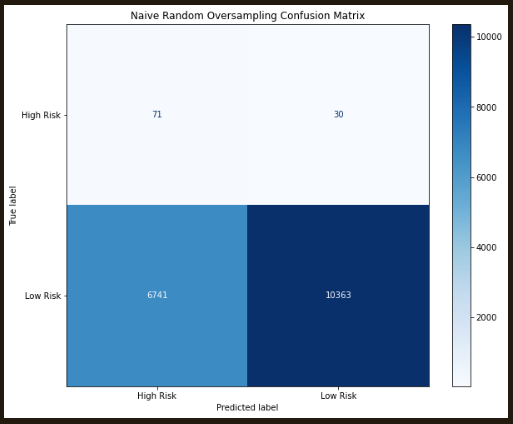 Naive Random Oversampling Confusion Matrix
High Risk
71
30
Low Risk
6741
10363
High Risk
Low Risk
Predicted label
True label
10000
8000
6000
4000
2000